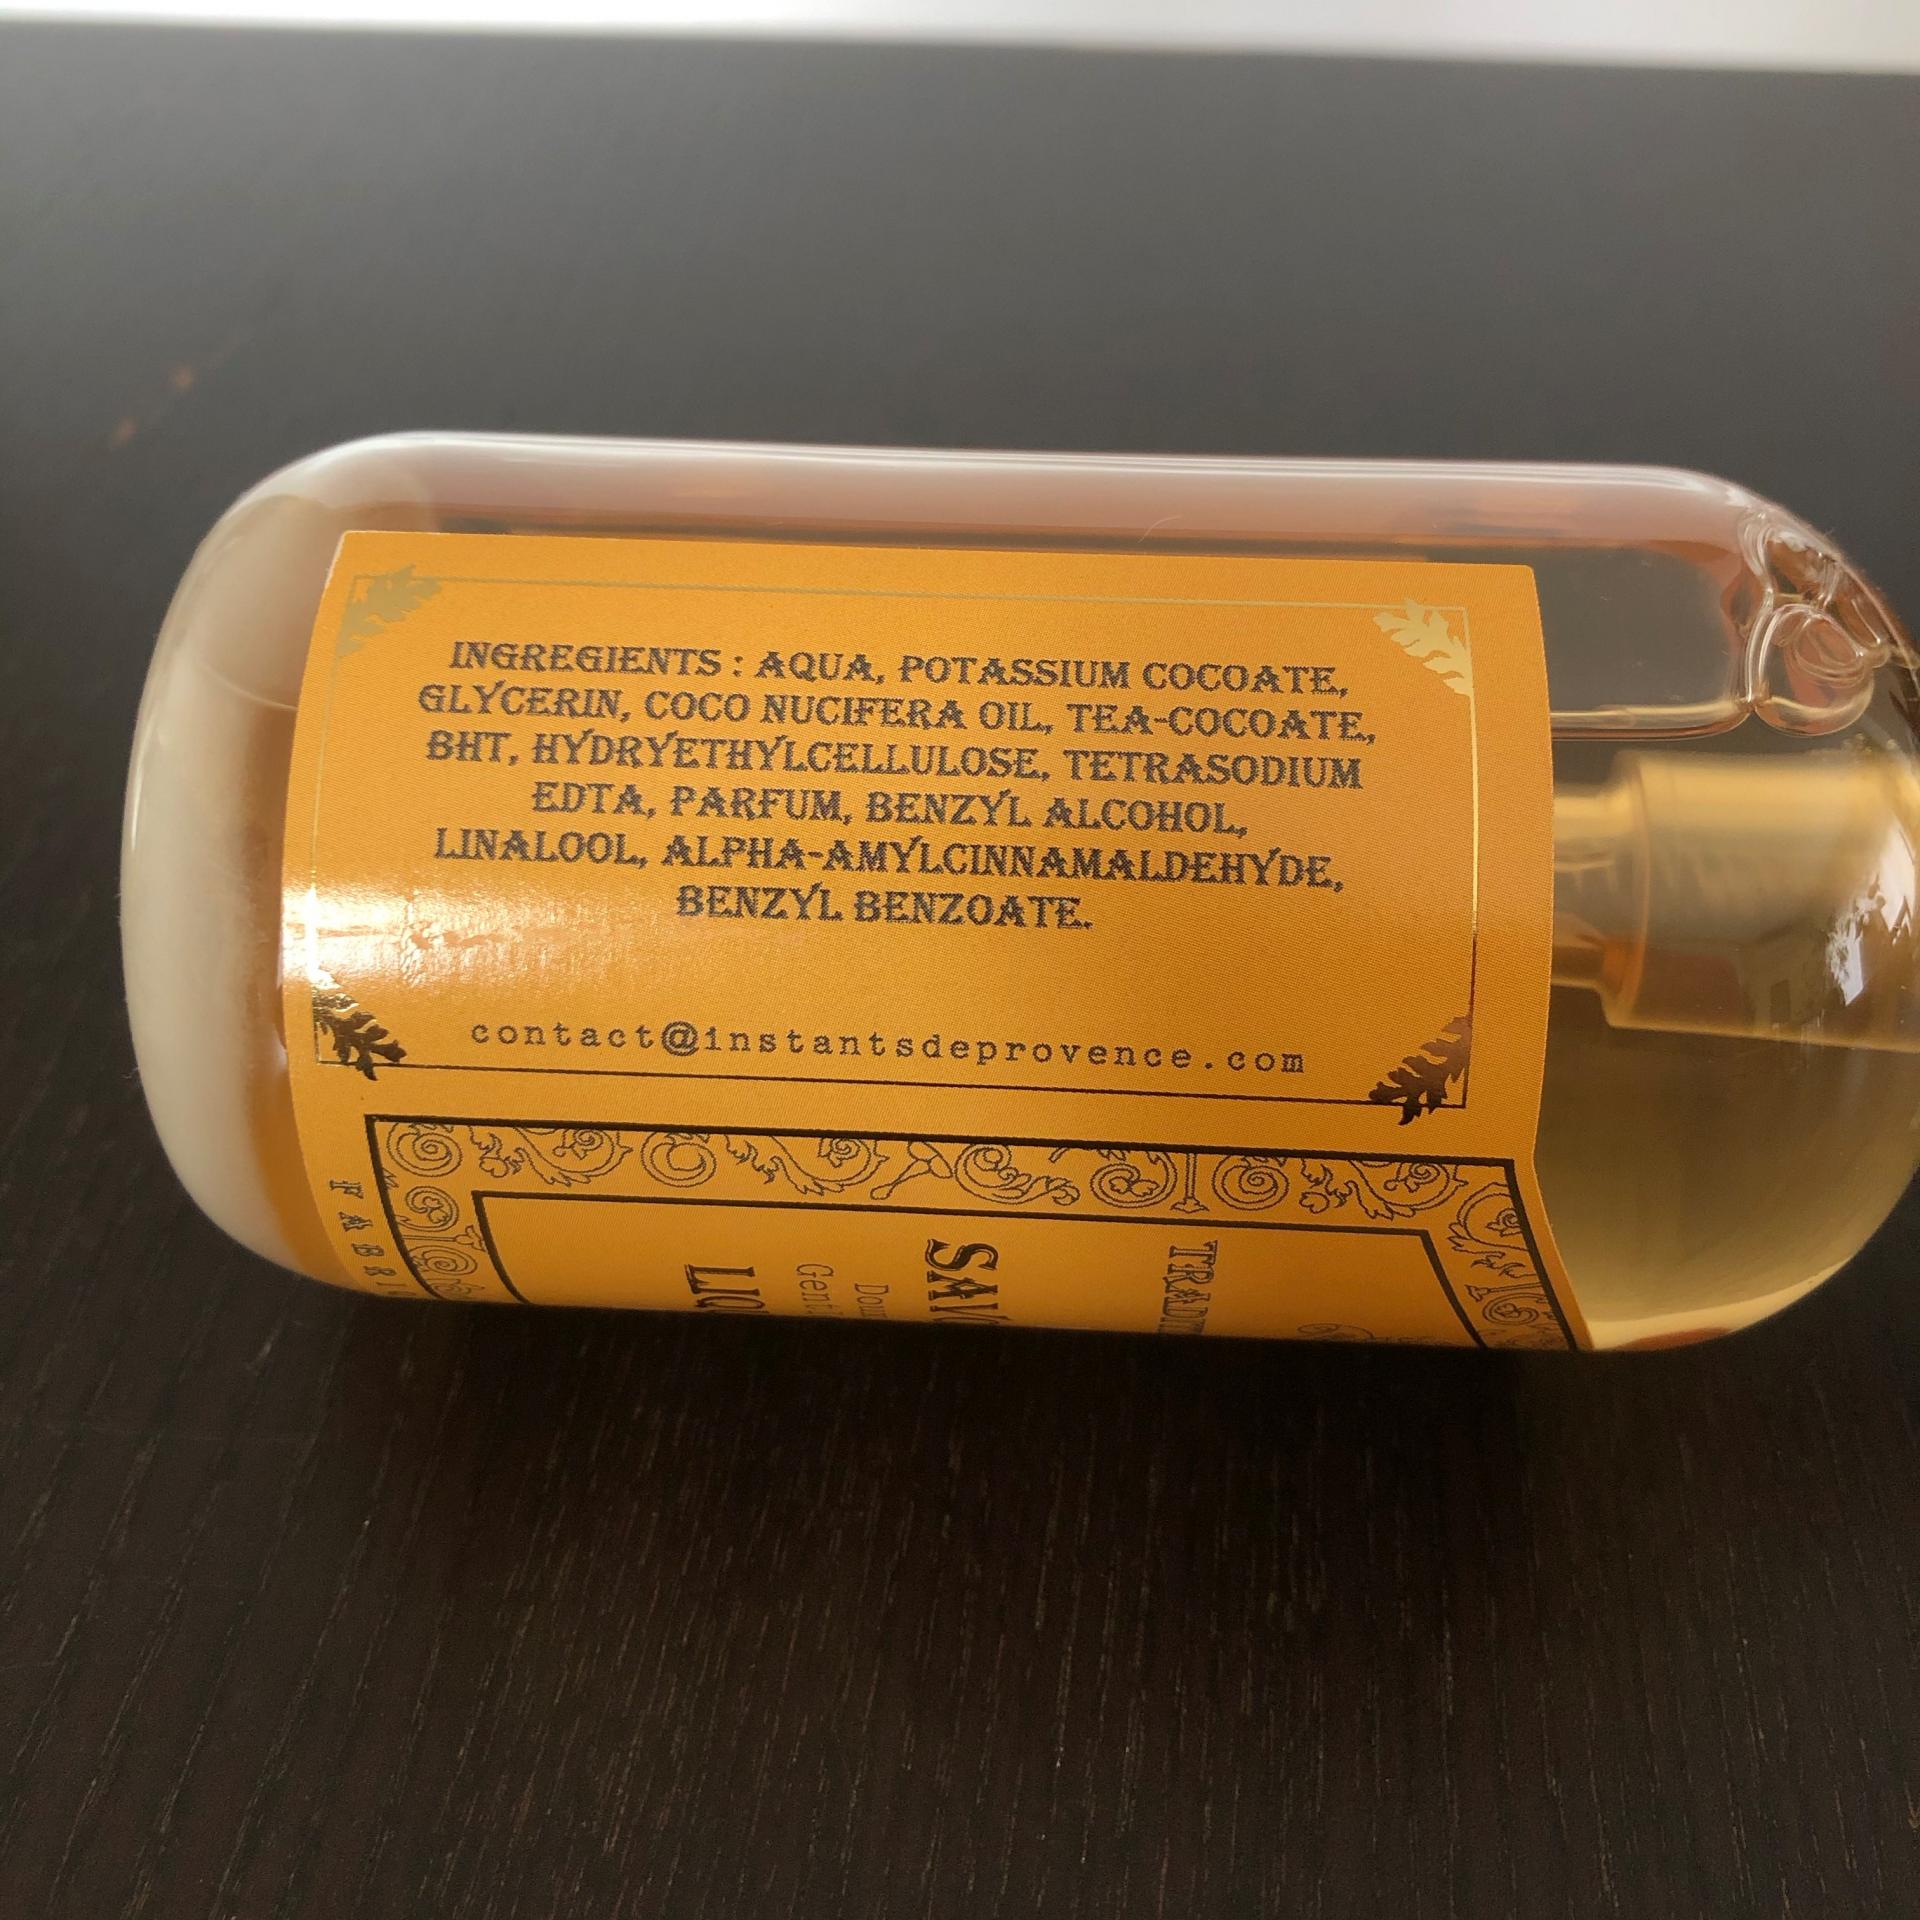 INGREGIENTS : AQUA, POTASSIUM COCOATE,
GLYCERIN, COCO NUCIFERA OIL, TEA-COCOATE,
BHT, HYDRYETHYLCELLULOSE, TETRASODIUM
EDTA, PARFUM, BENZYL ALCOHOL,
LINALOOL, ALPHA-AMYLCINNAMALDEHYDE,
BENZYL BENZOATE.
contact@instantsdeprovence.com